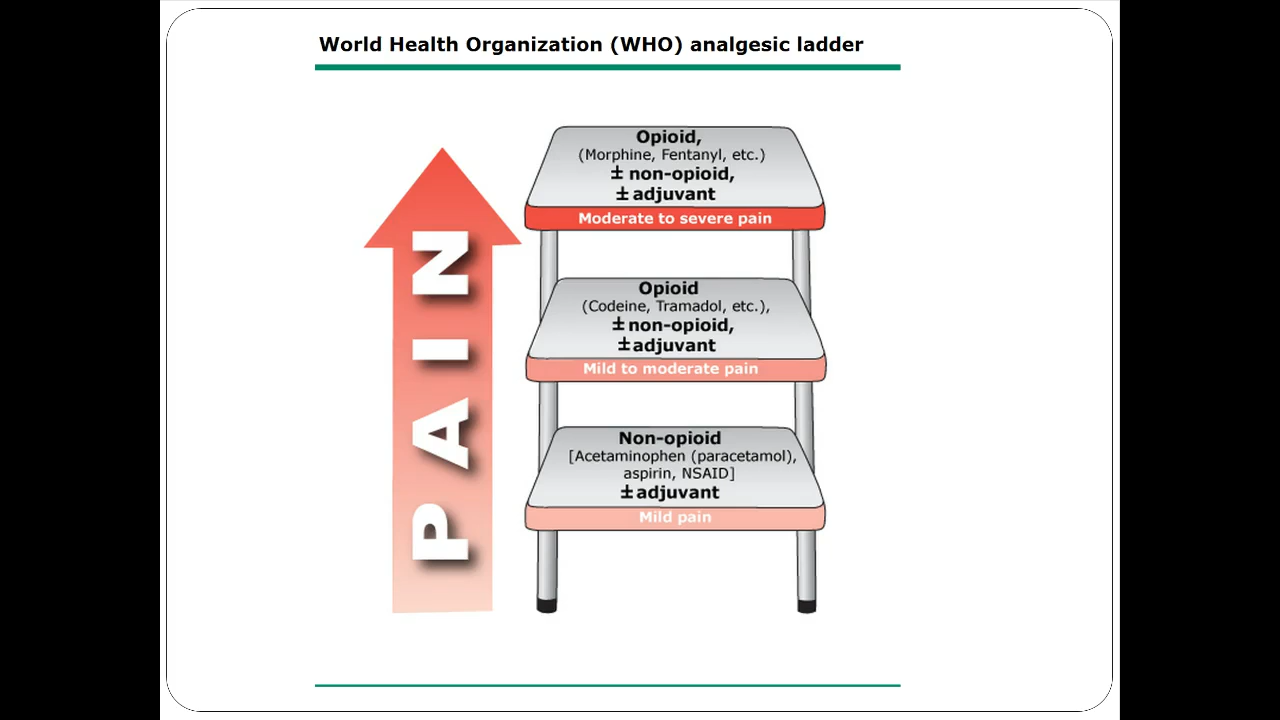 World Health Organization (WHO) analgesic ladder
Opioid,
(Morphine, Fentanyl, etc.)
± non-opioid,
± adjuvant
Moderate to severe pain
Opioid
(Codeine, Tramadol, etc.),
± non-opioid,
± adjuvant
Mild to moderate pain
Non-opioid
[Acetaminophen (paracetamol),
aspirin, NSAID]
± adjuvant
Mild pain
PAIN